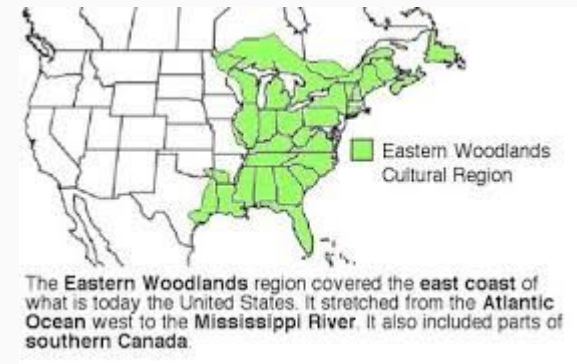 Eastern Woodlands
Cultural Region
The Eastern Woodlands region covered the east coast of
what is today the United States. It stretched from the Atlantic
Ocean west to the Mississippi River. It also included parts of
southern Canada.